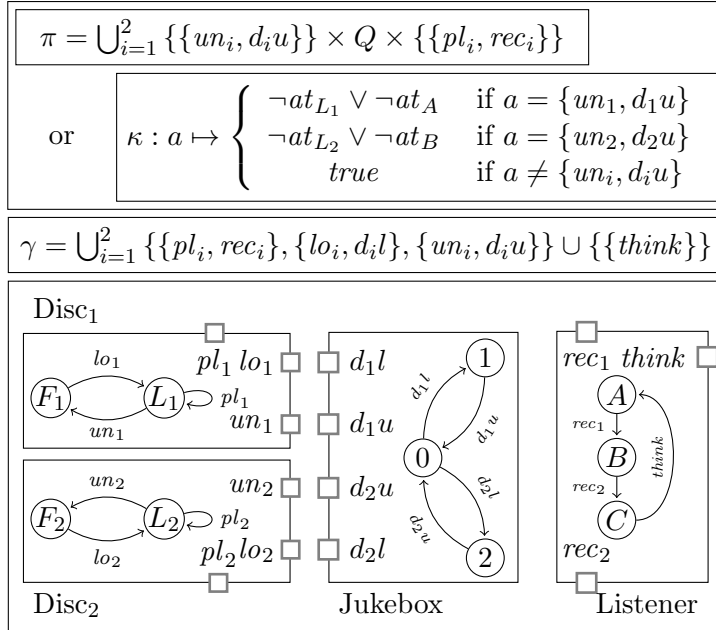 π = ⋃²ᵢ₌₁ {{unᵢ, dᵢu}} × Q × {{plᵢ, recᵢ}}
or κ : a ↦ {
¬at_{L₁} ∨ ¬at_A if a = {un₁, d₁u}
¬at_{L₂} ∨ ¬at_B if a = {un₂, d₂u}
true if a ≠ {unᵢ, dᵢu}
γ = ⋃²ᵢ₌₁ {{plᵢ, recᵢ}, {loᵢ, dᵢl}, {unᵢ, dᵢu}} ∪ {{think}}
Disc₁
pl₁ lo₁
un₁
F₁ lo₁ L₁ pl₁
un₁
un₂
F₂ un₂ L₂ pl₂
lo₂
pl₂ lo₂
Disc₂
d₁l
d₁u
d₂u
d₂l
1
d₁l d₁u
0
d₂u d₂l
2
Jukebox
rec₁ think
A
rec₁
B
think
rec₂
C
rec₂
Listener